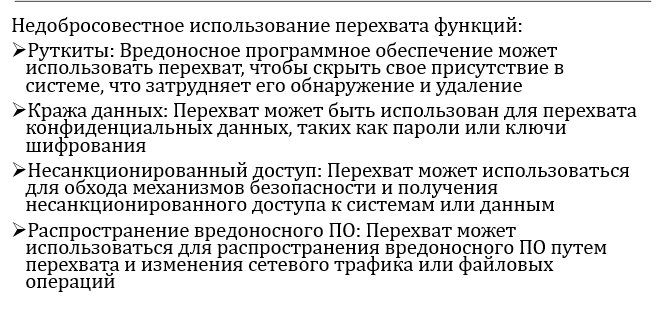 Недобросовестное использование перехвата функций:
➢Руткиты: Вредоносное программное обеспечение может
использовать перехват, чтобы скрыть свое присутствие в
системе, что затрудняет его обнаружение и удаление
➢Кража данных: Перехват может быть использован для перехвата
конфиденциальных данных, таких как пароли или ключи
шифрования
➢Несанкционированный доступ: Перехват может использоваться
для обхода механизмов безопасности и получения
несанкционированного доступа к системам или данным
➢Распространение вредоносного ПО: Перехват может
использоваться для распространения вредоносного ПО путем
перехвата и изменения сетевого трафика или файловых
операций